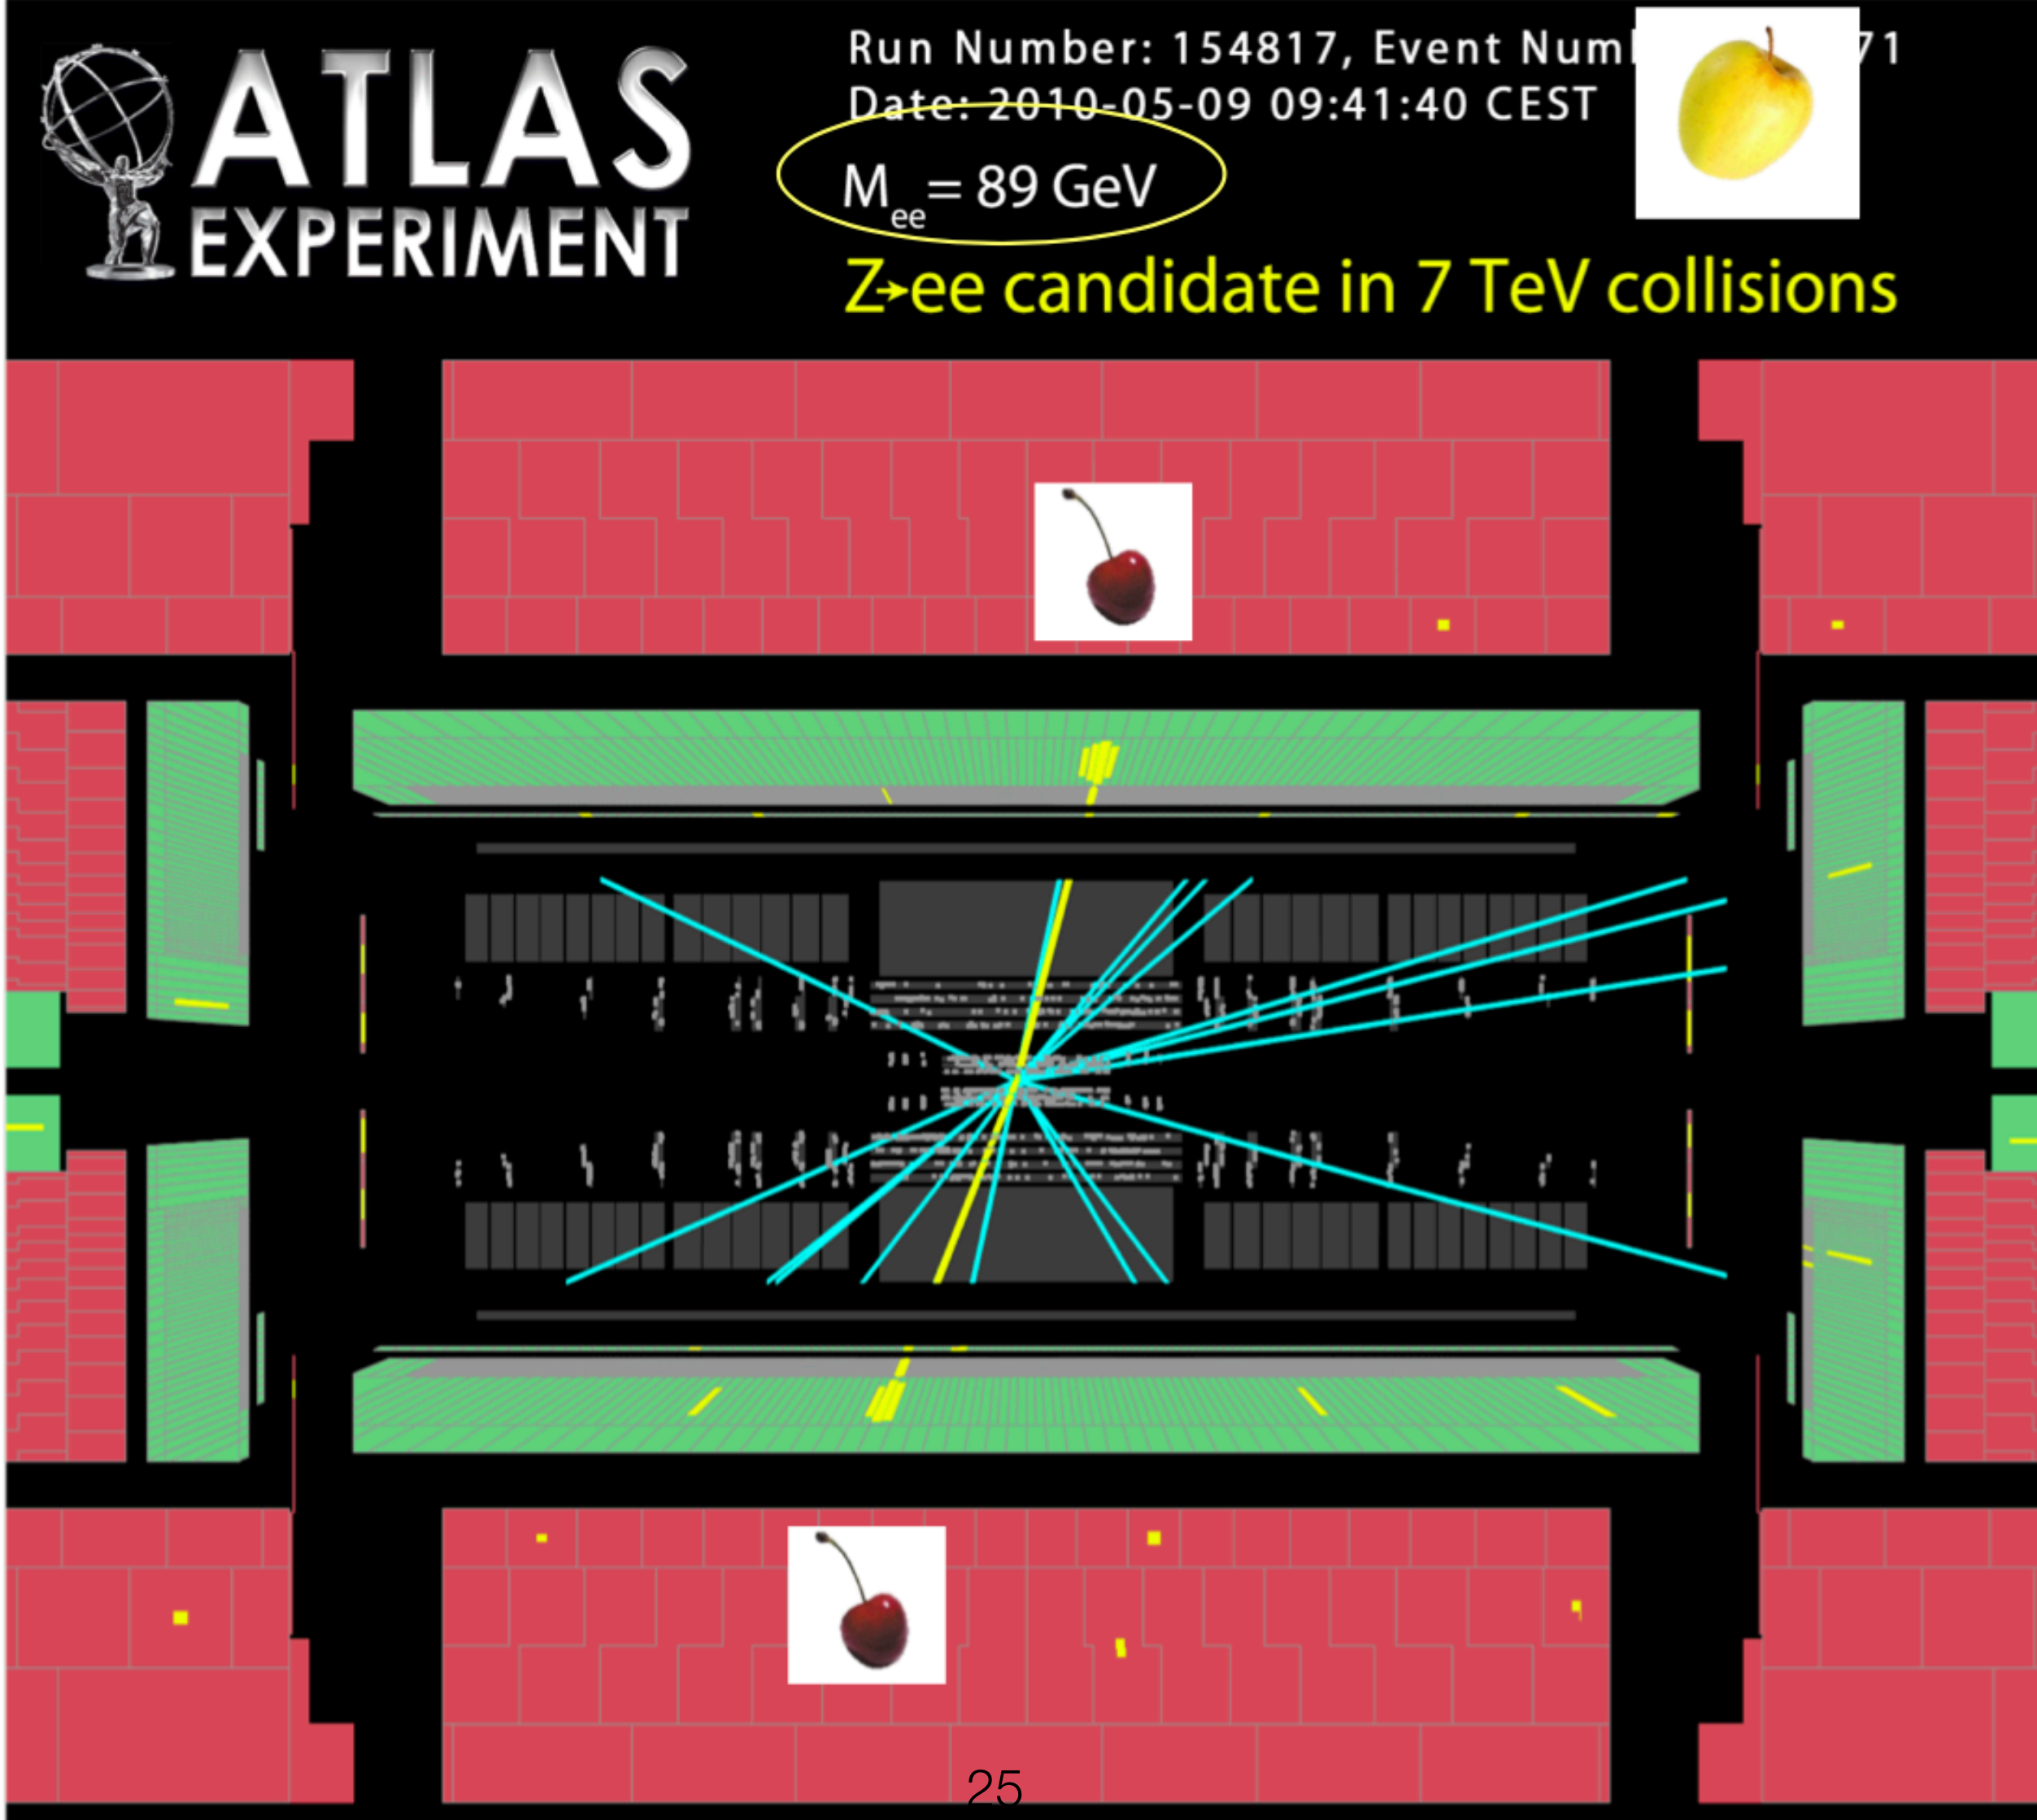 ATLAS
EXPERIMENT
Run Number: 154817, Event 71
Date: 2010-05-09 09:41:40 CEST
Mee= 89 GeV
Z→ee candidate in 7 TeV collisions
25